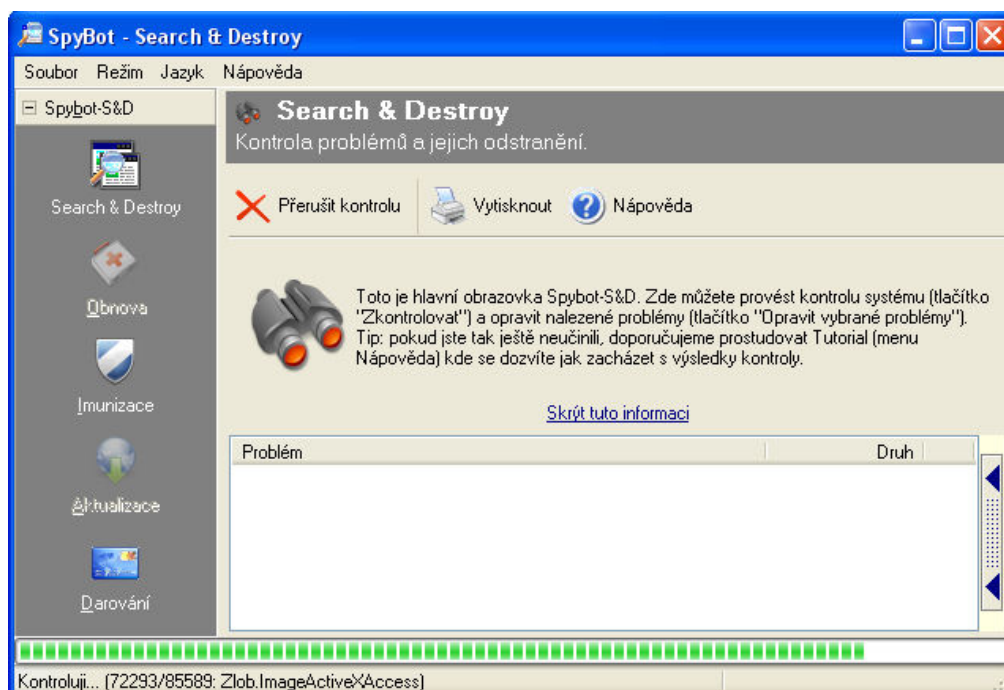 SpyBot - Search & Destroy
Soubor Režim Jazyk Nápověda
Spybot-S&D
Search & Destroy
Kontrola problémů a jejich odstranění.
Search & Destroy
Obnova
Imunizace
Aktualizace
Darování
Přerušit kontrolu Vytisknout Nápověda
Toto je hlavní obrazovka Spybot-S&D. Zde můžete provést kontrolu systému (tlačítko
"Zkontrolovat") a opravit nalezené problémy (tlačítko "Opravit vybrané problémy").
Tip: pokud jste tak ještě neučinili, doporučujeme prostudovat Tutorial (menu
Nápověda) kde se dozvíte jak zacházet s výsledky kontroly.
Skrýt tuto informaci
Problém Druh
Kontroluji... (72293/85589: Zlob.ImageActiveXAccess)